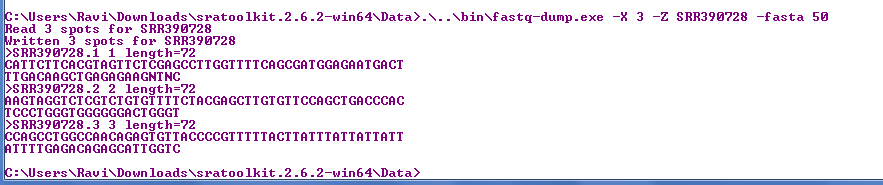 C:\Users\Ravi\Downloads\sratoolkit.2.6.2-win64\Data>.\..\bin\fastq-dump.exe -X 3 -Z SRR390728 -fasta 50
Read 3 spots for SRR390728
Written 3 spots for SRR390728
>SRR390728.1 1 length=72
CATTCTTCACGTAGTTCTCGAGCCTTGGTTTTCAGCGATGGAGAATGACT
TTGACAAGCTGAGAGAAGNTNC
>SRR390728.2 2 length=72
AAGTAGGTCTCGTCTGTGTTTTCTACGAGCTTGTGTTCCAGCTGACCCAC
TCCCTGGGTGGGGGGACTGGGT
>SRR390728.3 3 length=72
CCAGCCTGGCCAACAGAGTGTTACCCCGTTTTTACTTATTTATTATTATT
ATTTTGAGACAGAGCATTGGTC
C:\Users\Ravi\Downloads\sratoolkit.2.6.2-win64\Data>